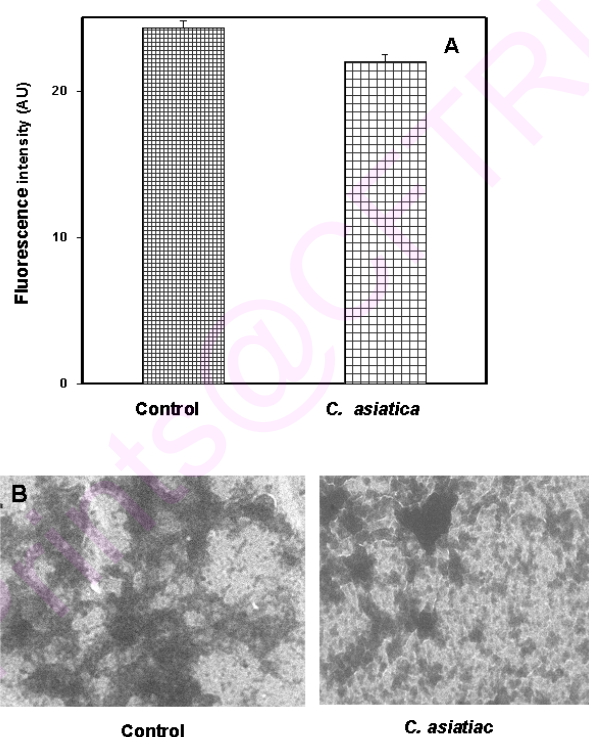 A
Fluorescence intensity (AU)
20
10
0
Control
C. asiatica
B
Control
C. asiatiac